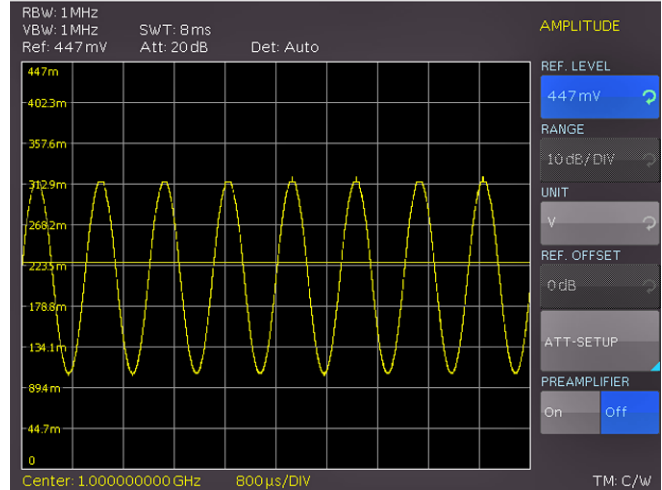 RBW: 1MHz
VBW: 1MHz SWT: 8ms
Ref: 447mV Att: 20dB Det: Auto
AMPLITUDE
447m
402.3m
357.6m
312.9m
268.2m
223.5m
178.8m
134.1m
89.4m
44.7m
0
REF. LEVEL
447mV
RANGE
10dB/DIV
UNIT
V
REF. OFFSET
0dB
ATT-SETUP
PREAMPLIFIER
On Off
Center: 1.000000000GHz 800µs/DIV TM: C/W